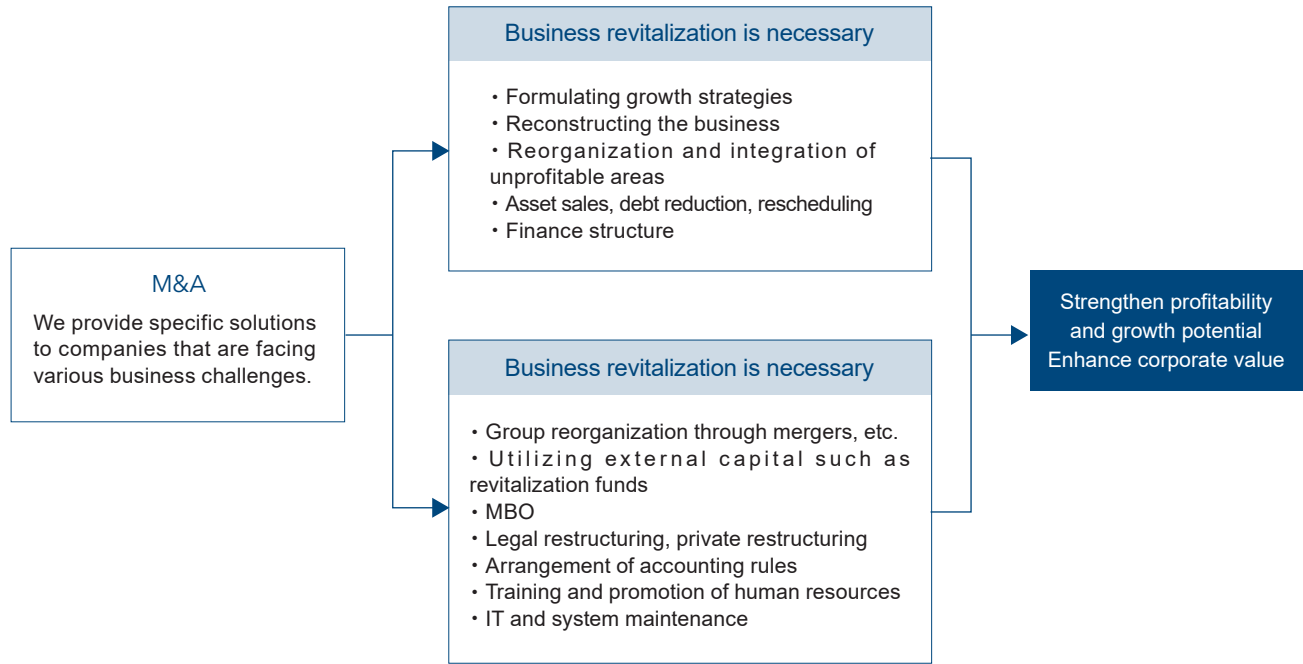 M&A
We provide specific solutions
to companies that are facing
various business challenges.
Business revitalization is necessary
・Formulating growth strategies
・Reconstructing the business
・Reorganization and integration of
unprofitable areas
・Asset sales, debt reduction, rescheduling
・Finance structure
Business revitalization is necessary
・Group reorganization through mergers, etc.
・Utilizing external capital such as
revitalization funds
・MBO
・Legal restructuring, private restructuring
・Arrangement of accounting rules
・Training and promotion of human resources
・IT and system maintenance
Strengthen profitability
and growth potential
Enhance corporate value